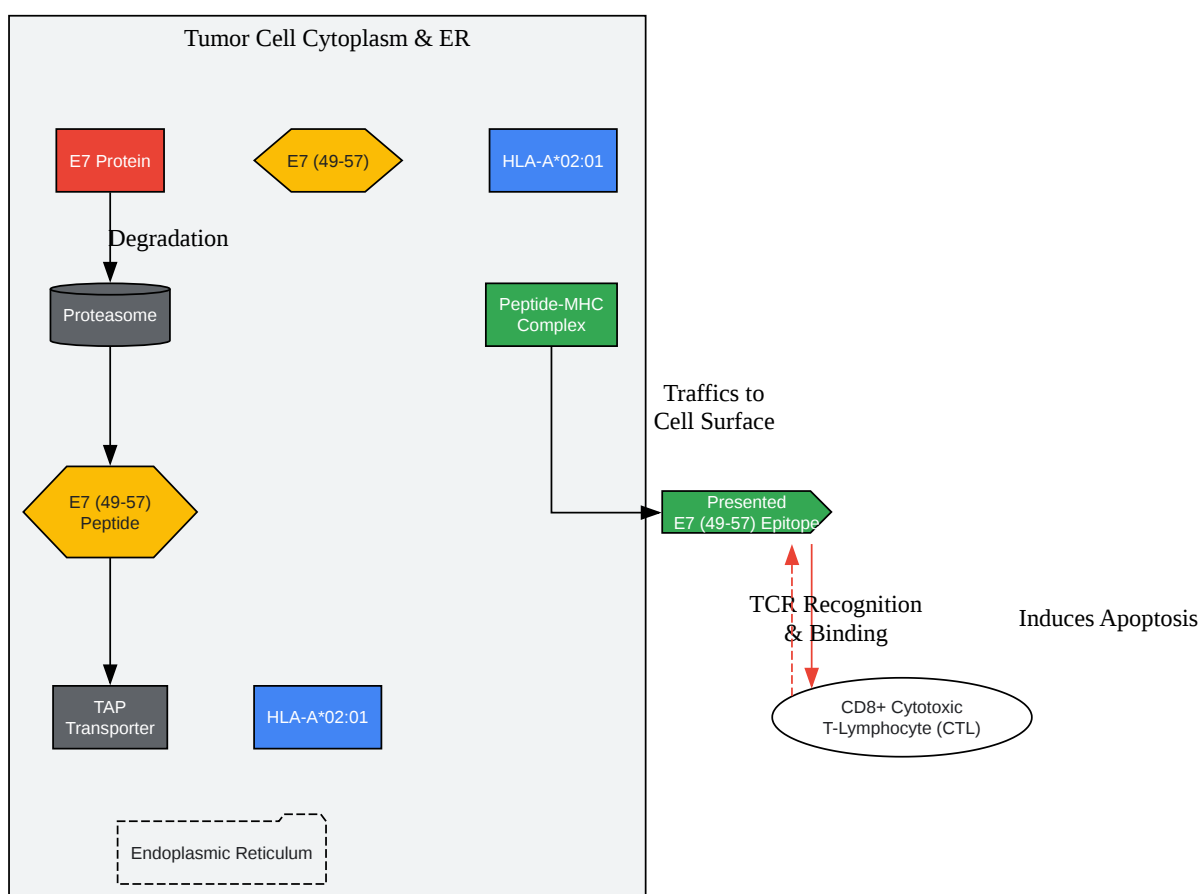 Tumor Cell Cytoplasm & ER
E7 Protein
E7 (49-57)
HLA-A*02:01
Degradation
Proteasome
Peptide-MHC
Complex
Traffics to
Cell Surface
E7 (49-57)
Peptide
Presented
E7 (49-57) Epitope
TCR Recognition
& Binding
Induces Apoptosis
TAP
Transporter
HLA-A*02:01
CD8+ Cytotoxic
T-Lymphocyte (CTL)
Endoplasmic Reticulum